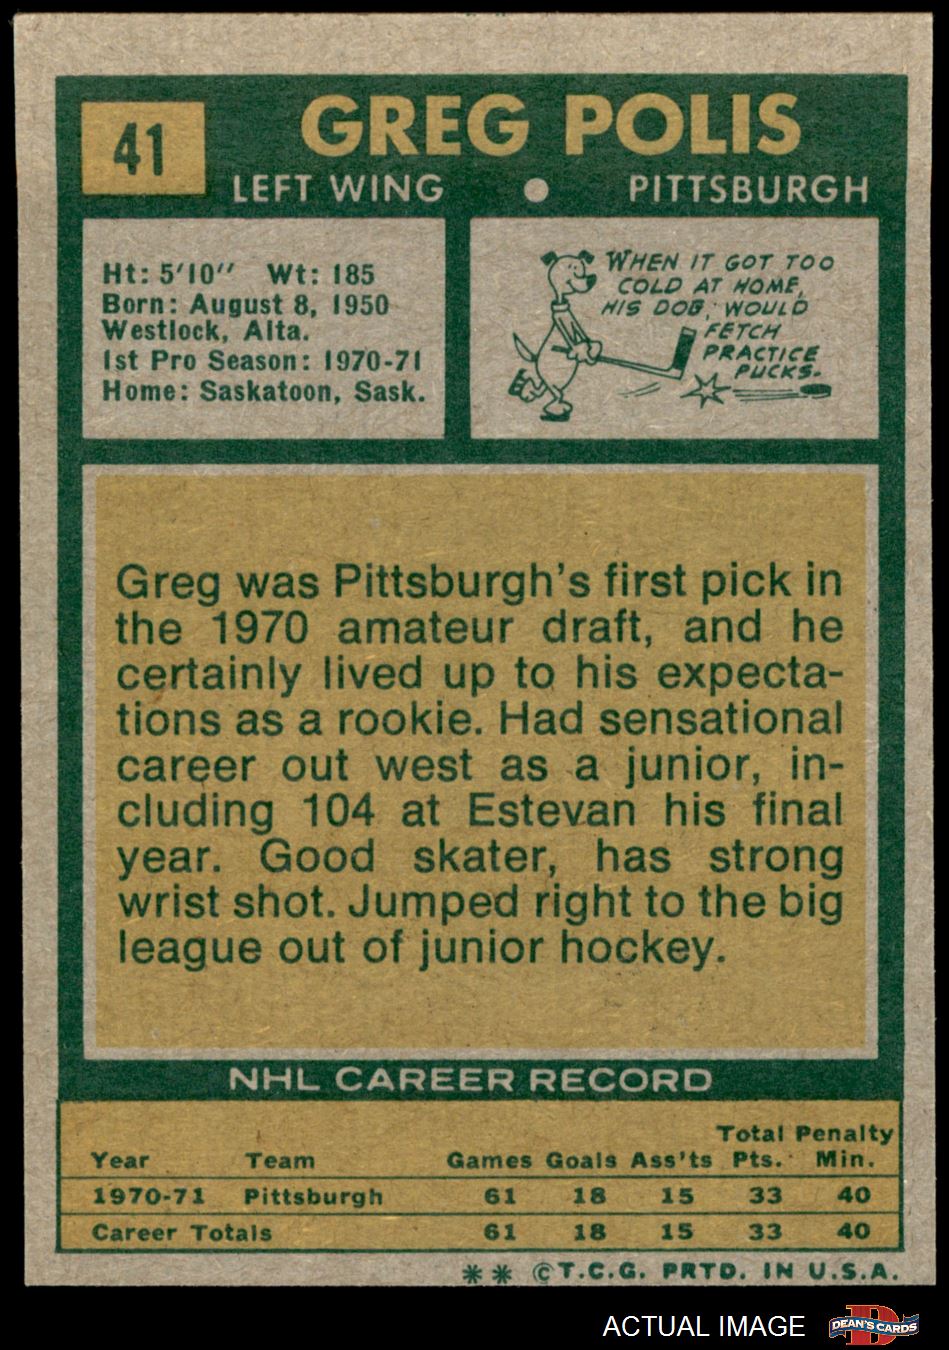 41
GREG POLIS
LEFT WING • PITTSBURGH
Ht: 5'10" Wt: 185
Born: August 8, 1950
Westlock, Alta.
1st Pro Season: 1970-71
Home: Saskatoon, Sask.
WHEN IT GOT TOO
COLD AT HOME,
HIS DOG, WOULD
FETCH
PRACTICE
PUCKS.
Greg was Pittsburgh's first pick in
the 1970 amateur draft, and he
certainly lived up to his expecta-
tions as a rookie. Had sensational
career out west as a junior, in-
cluding 104 at Estevan his final
year. Good skater, has strong
wrist shot. Jumped right to the big
league out of junior hockey.
NHL CAREER RECORD
Year Team Games Goals Ass'ts Total Pts. Penalty Min.
1970-71 Pittsburgh 61 18 15 33 40
Career Totals 61 18 15 33 40
** ©T.C.G. PRTD. IN U.S.A.
ACTUAL IMAGE
D
DEAN'S CARDS